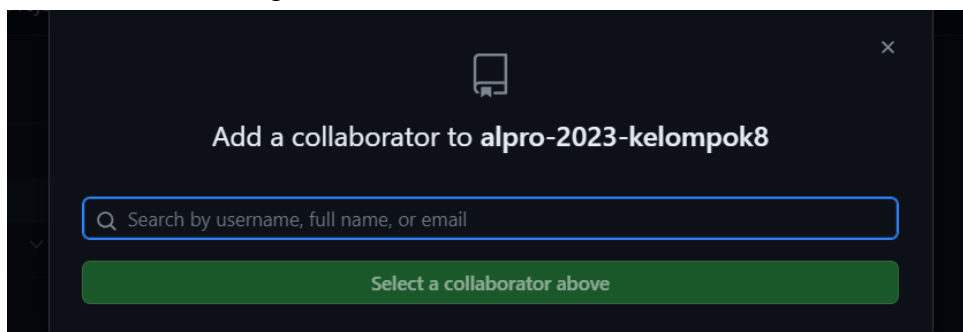 Add a collaborator to alpro-2023-kelompok8
Search by username, full name, or email
Select a collaborator above